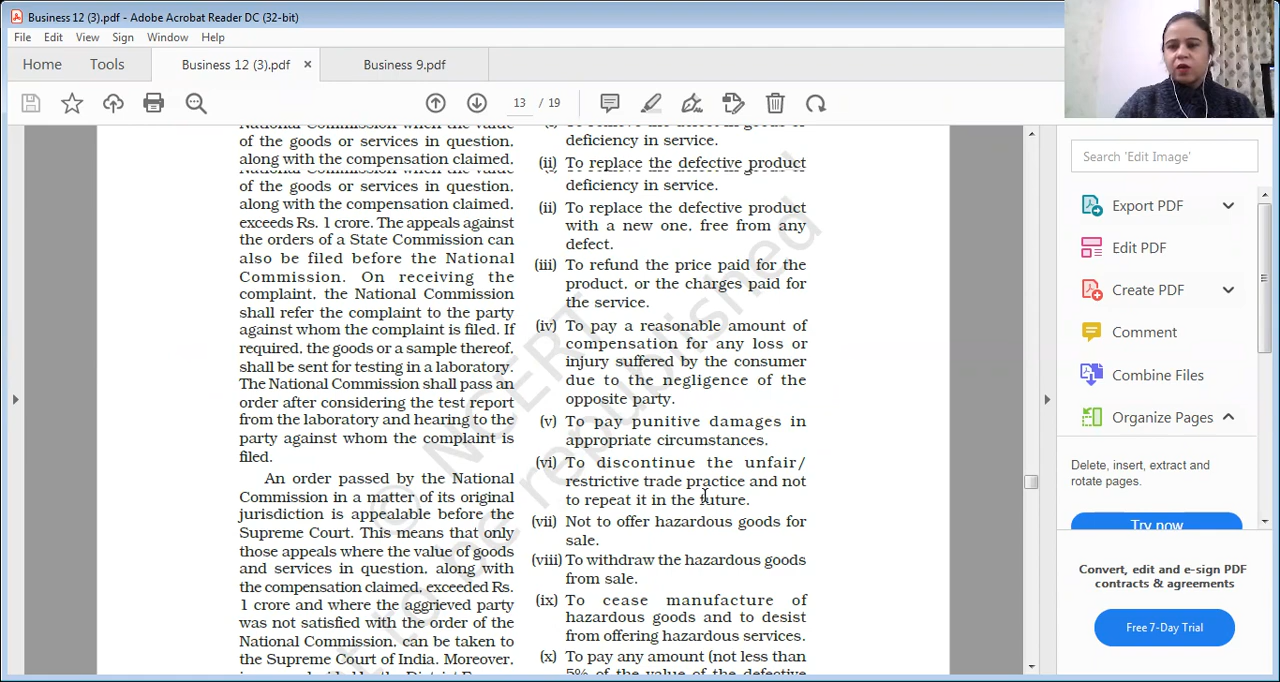 Business 12 (3).pdf - Adobe Acrobat Reader DC (32-bit)
File Edit View Sign Window Help
Home Tools Business 12 (3).pdf × Business 9.pdf
13 / 19
of the goods or services in question,
along with the compensation claimed,
National Commission when the value
of the goods or services in question,
along with the compensation claimed,
exceeds Rs. 1 crore. The appeals against
the orders of a State Commission can
also be filed before the National
Commission. On receiving the
complaint, the National Commission
shall refer the complaint to the party
against whom the complaint is filed. If
required, the goods or a sample thereof,
shall be sent for testing in a laboratory.
The National Commission shall pass an
order after considering the test report
from the laboratory and hearing to the
party against whom the complaint is
filed.
An order passed by the National
Commission in a matter of its original
jurisdiction is appealable before the
Supreme Court. This means that only
those appeals where the value of goods
and services in question, along with
the compensation claimed, exceeded Rs.
1 crore and where the aggrieved party
was not satisfied with the order of the
National Commission, can be taken to
the Supreme Court of India. Moreover,
deficiency in service.
(ii) To replace the defective product
deficiency in service.
(ii) To replace the defective product
with a new one, free from any
defect.
(iii) To refund the price paid for the
product, or the charges paid for
the service.
(iv) To pay a reasonable amount of
compensation for any loss or
injury suffered by the consumer
due to the negligence of the
opposite party.
(v) To pay punitive damages in
appropriate circumstances.
(vi) To discontinue the unfair/
restrictive trade practice and not
to repeat it in the future.
(vii) Not to offer hazardous goods for
sale.
(viii) To withdraw the hazardous goods
from sale.
(ix) To cease manufacture of
hazardous goods and to desist
from offering hazardous services.
(x) To pay any amount (not less than
5% of the value of the defective
© NCERT
not to be republished
Search 'Edit Image'
Export PDF
Edit PDF
Create PDF
Comment
Combine Files
Organize Pages
Delete, insert, extract and
rotate pages.
Try now
Convert, edit and e-sign PDF
contracts & agreements
Free 7-Day Trial